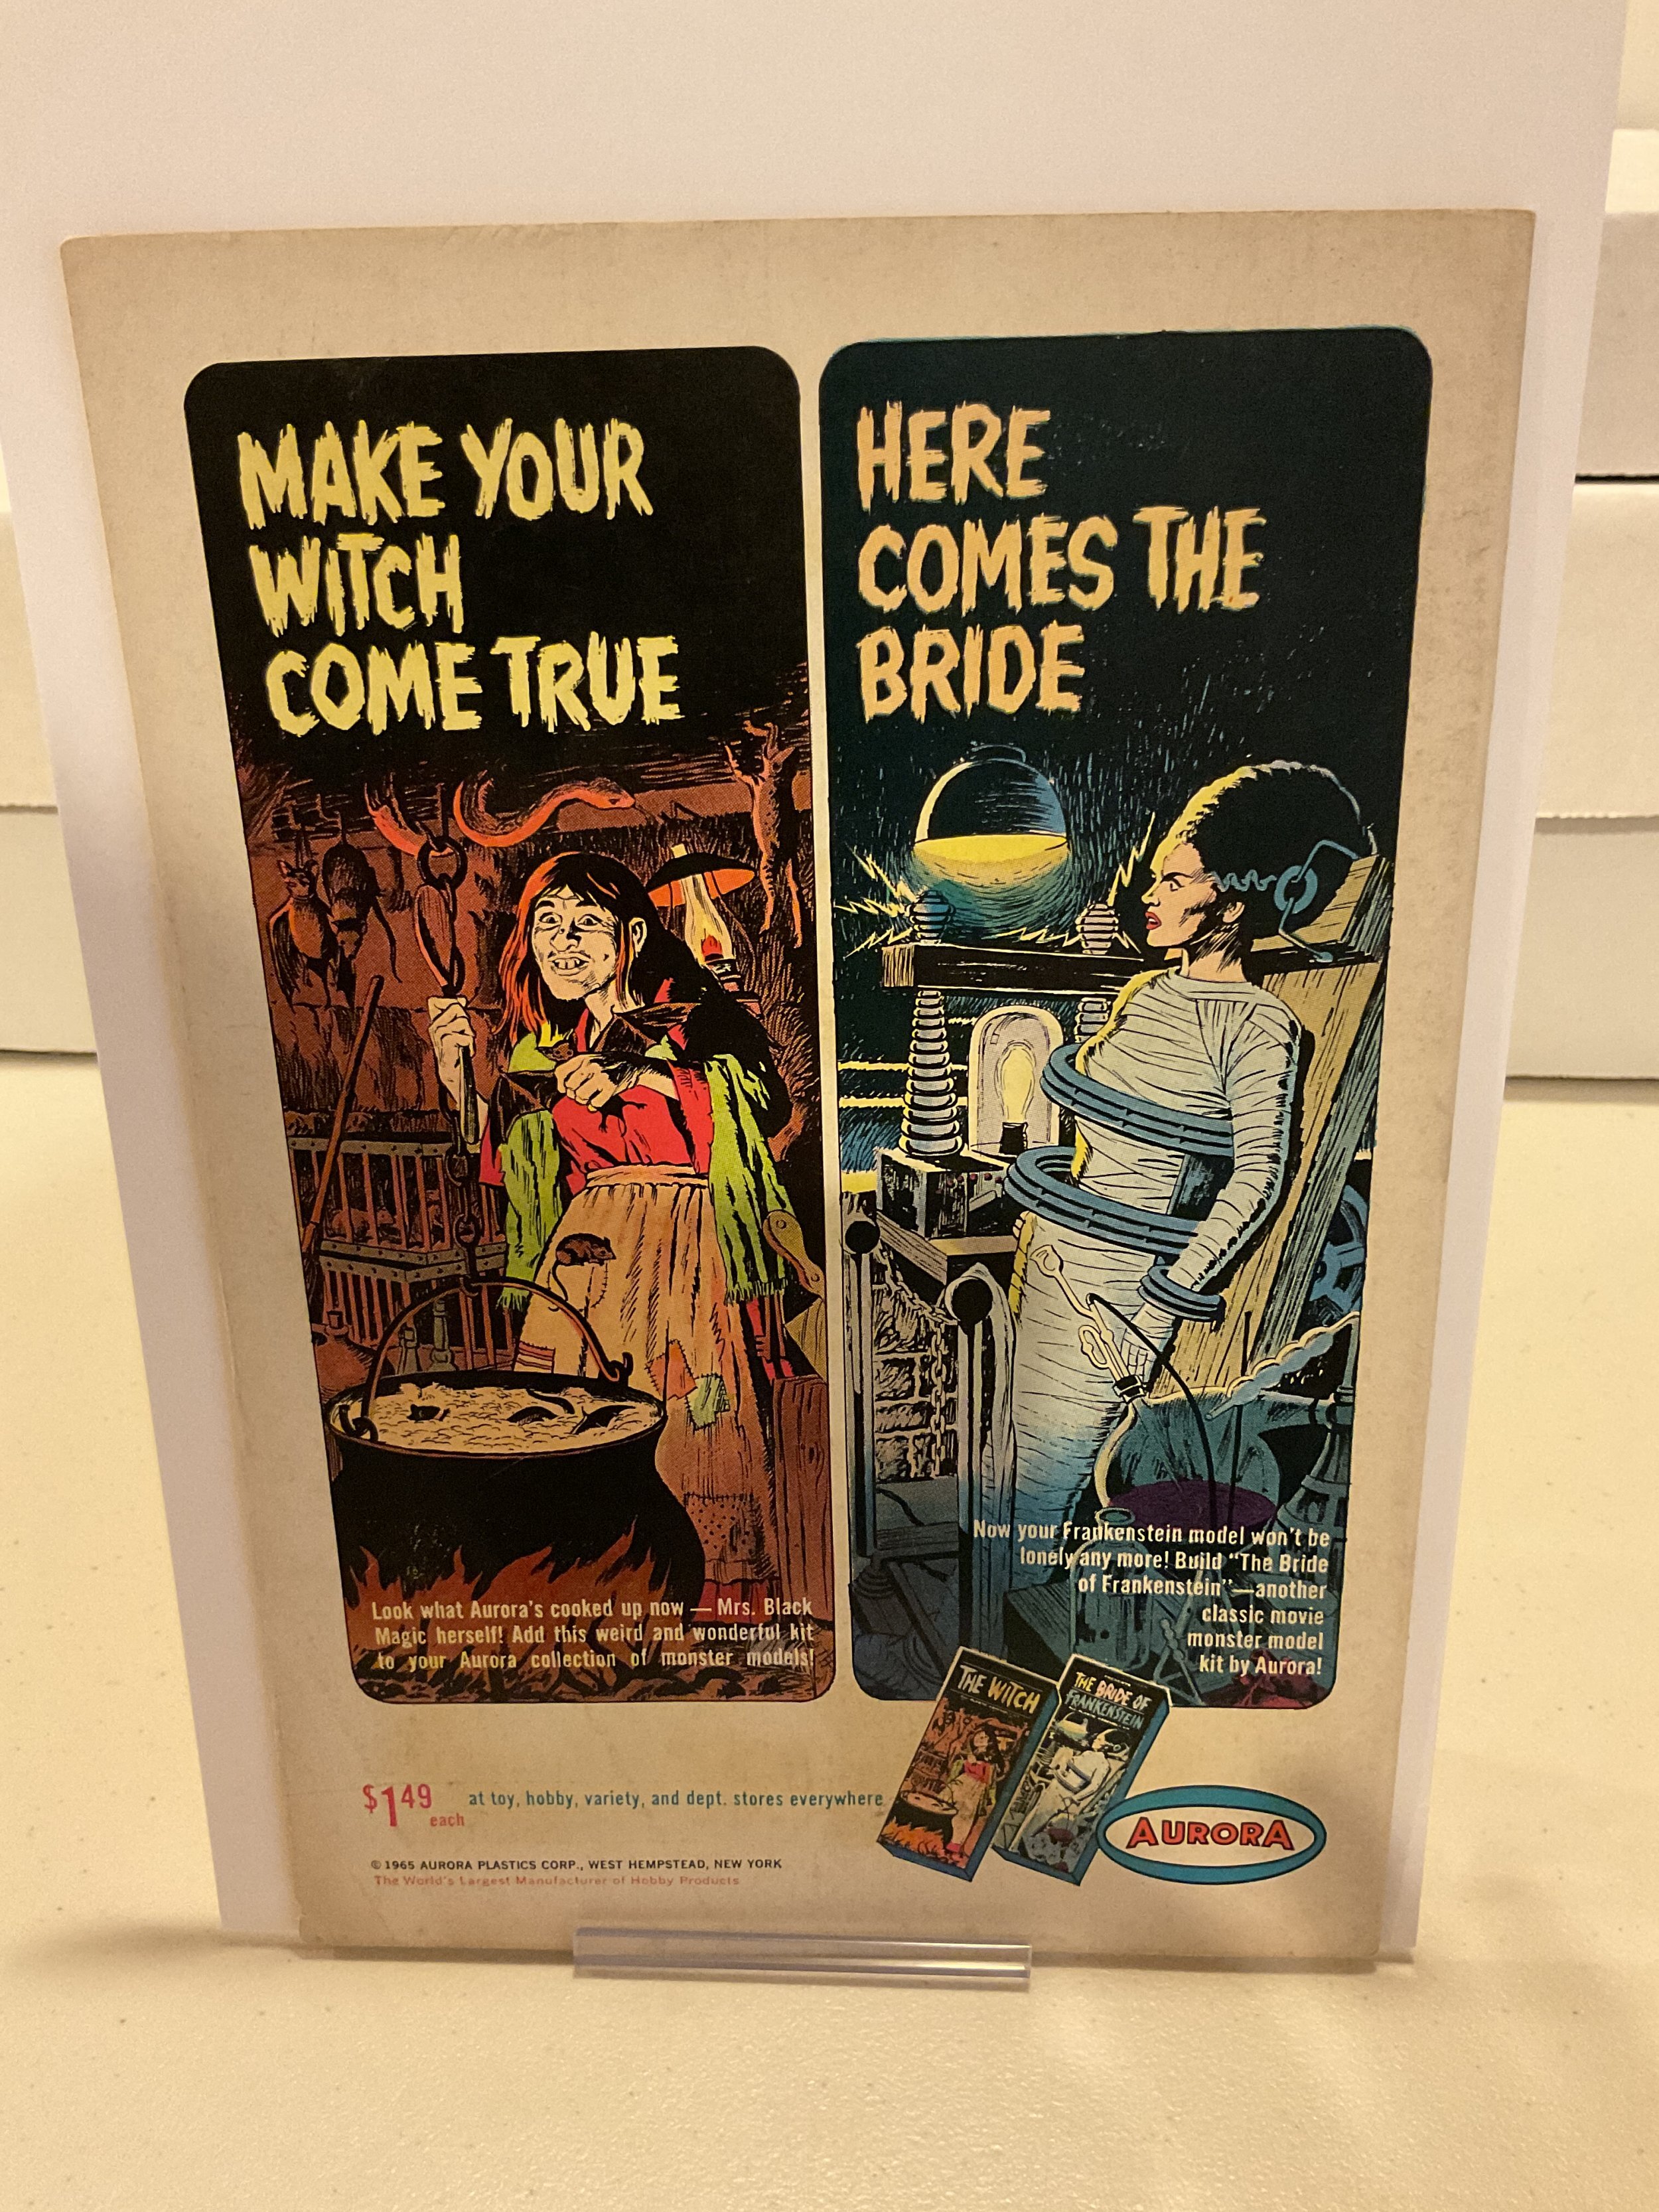 MAKE YOUR
WITCH
COME TRUE
Look what Aurora's cooked up now — Mrs. Black
Magic herself! Add this weird and wonderful kit
to your Aurora collection of monster models!
HERE
COMES THE
BRIDE
Now your Frankenstein model won't be
lonely any more! Build "The Bride
of Frankenstein"—another
classic movie
monster model
kit by Aurora!
THE WITCH
THE BRIDE OF
FRANKENSTEIN
$1.49 each at toy, hobby, variety, and dept. stores everywhere
AURORA
© 1965 AURORA PLASTICS CORP., WEST HEMPSTEAD, NEW YORK
The World's Largest Manufacturer of Hobby Products